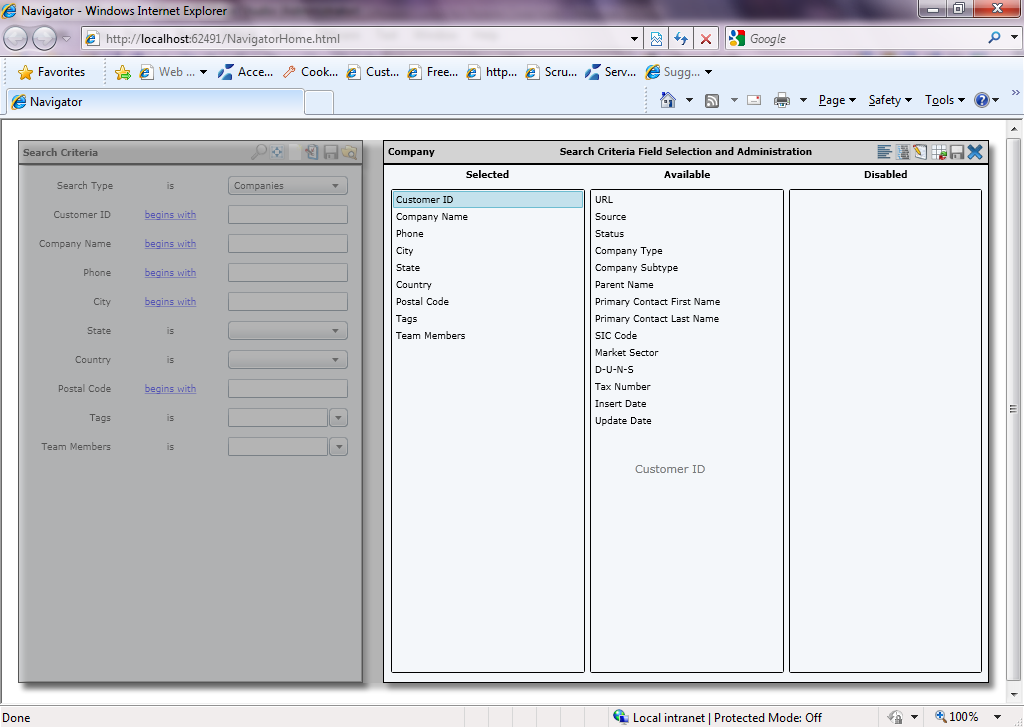 Navigator - Windows Internet Explorer
http://localhost:62491/NavigatorHome.html
Google
Favorites
Web ...
Acce...
Cook...
Cust...
Free...
http...
Scru...
Serv...
Sugg...
Navigator
Page
Safety
Tools
Search Criteria
Search Type is Companies
Customer ID begins with
Company Name begins with
Phone begins with
City begins with
State is
Country is
Postal Code begins with
Tags is
Team Members is
Company Search Criteria Field Selection and Administration
Selected
Customer ID
Company Name
Phone
City
State
Country
Postal Code
Tags
Team Members
Available
URL
Source
Status
Company Type
Company Subtype
Parent Name
Primary Contact First Name
Primary Contact Last Name
SIC Code
Market Sector
D-U-N-S
Tax Number
Insert Date
Update Date
Customer ID
Disabled
Done
Local intranet | Protected Mode: Off
100%